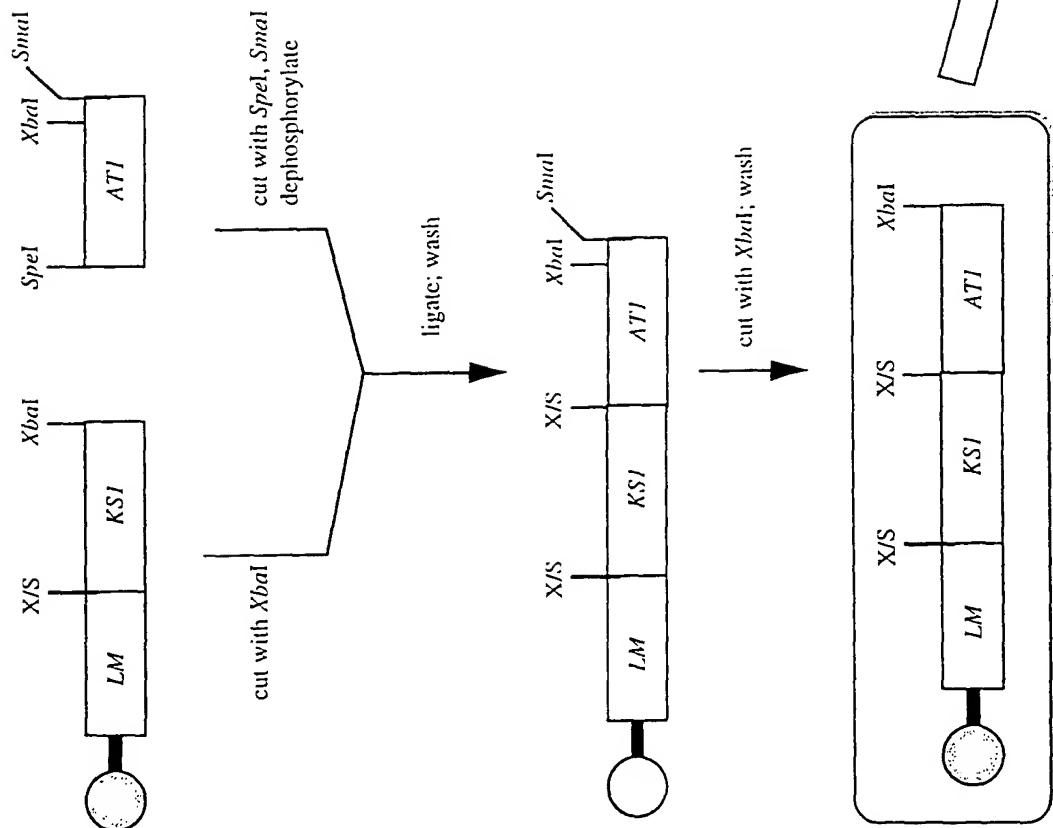 SmaI
X/S XbaI SpeI XbaI
LM KS1 AT1
cut with XbaI
cut with SpeI, SmaI
dephosphorylate
ligate; wash
SmaI
X/S X/S XbaI
LM KS1 AT1
cut with XbaI; wash
X/S X/S XbaI
LM KS1 AT1